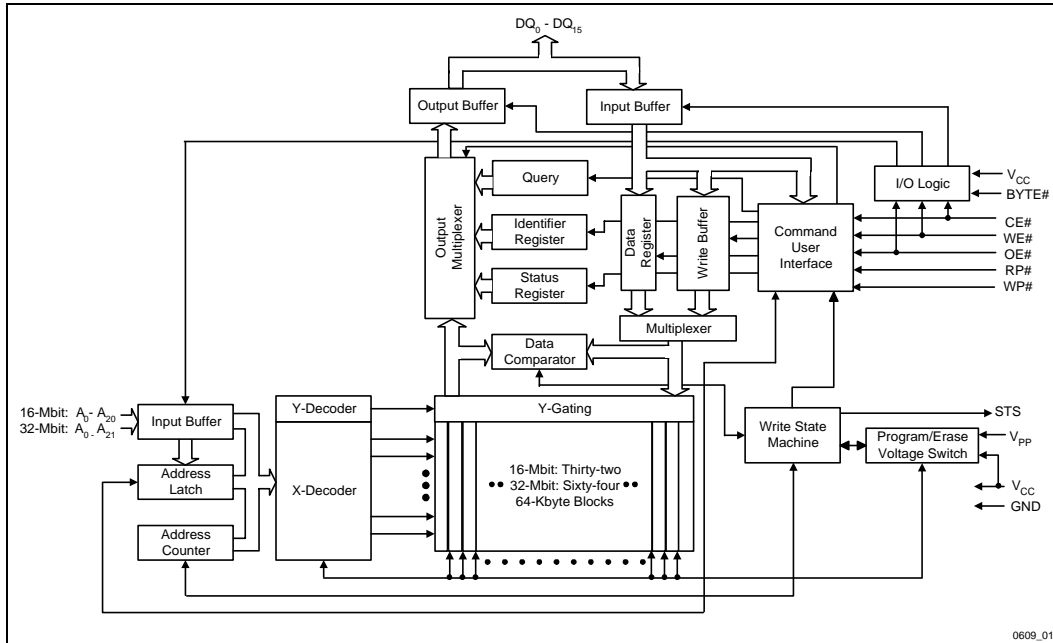 DQ0 - DQ15
Output Buffer
Input Buffer
I/O Logic
VCC
BYTE#
CE#
WE#
OE#
RP#
WP#
Output
Multiplexer
Query
Identifier
Register
Status
Register
Data
Register
Write Buffer
Command
User
Interface
Multiplexer
Data
Comparator
16-Mbit: A0- A20
32-Mbit: A0- A21
Input Buffer
Address
Latch
Address
Counter
Y-Decoder
X-Decoder
Y-Gating
16-Mbit: Thirty-two
32-Mbit: Sixty-four
64-Kbyte Blocks
Write State
Machine
Program/Erase
Voltage Switch
STS
VPP
VCC
GND
0609_01